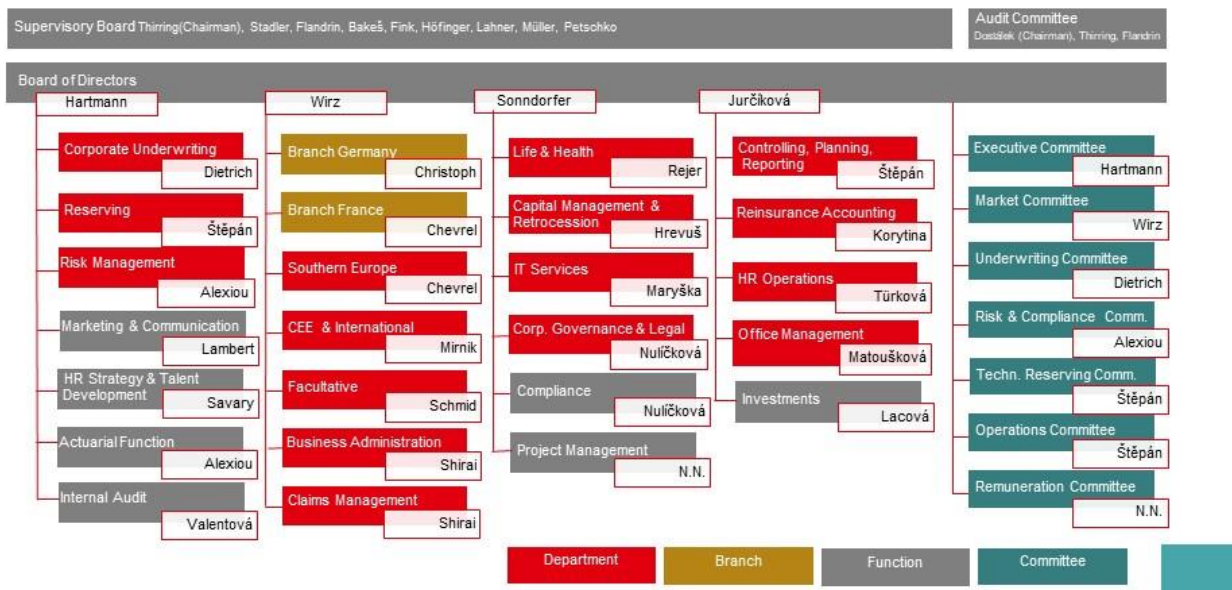 Supervisory Board Thirring(Chairman), Stadler, Flandrin, Bakeš, Fink, Höfinger, Lahner, Müller, Petschko
Audit Committee
Dostálek (Chairman), Thirring, Flandrin
Board of Directors
Hartmann
Corporate Underwriting
Dietrich
Reserving
Štěpán
Risk Management
Alexiou
Marketing & Communication
Lambert
HR Strategy & Talent
Development
Savary
Actuarial Function
Alexiou
Internal Audit
Valentová
Wirz
Branch Germany
Christoph
Branch France
Chevrel
Southern Europe
Chevrel
CEE & International
Mirnik
Facultative
Schmid
Business Administration
Shirai
Claims Management
Shirai
Sonndorfer
Life & Health
Rejer
Capital Management &
Retrocession
Hrevuš
IT Services
Maryška
Corp. Governance & Legal
Nulíčková
Compliance
Nulíčková
Project Management
N.N.
Jurčíková
Controlling, Planning,
Reporting
Štěpán
Reinsurance Accounting
Korytina
HR Operations
Türková
Office Management
Matoušková
Investments
Lacová
Executive Committee
Hartmann
Market Committee
Wirz
Underwriting Committee
Dietrich
Risk & Compliance Comm.
Alexiou
Techn. Reserving Comm.
Štěpán
Operations Committee
Štěpán
Remuneration Committee
N.N.
Department
Branch
Function
Committee